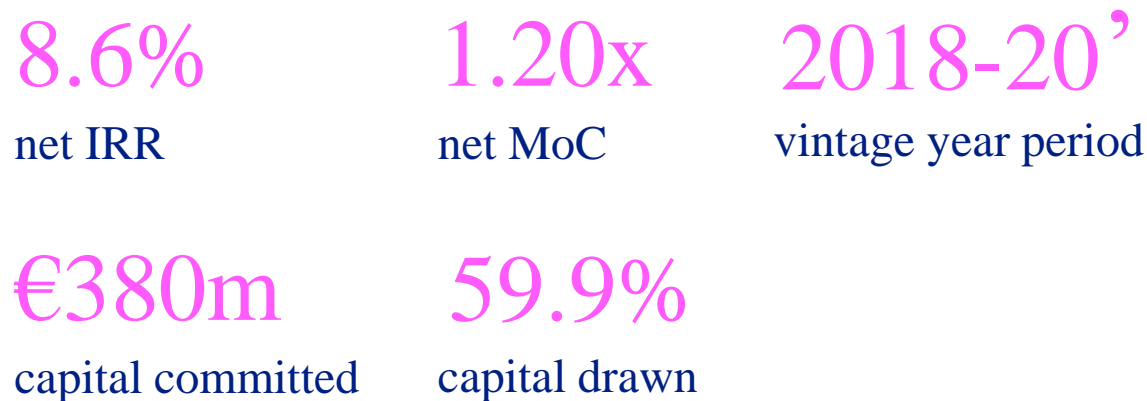 8.6% 1.20x 2018-20’
net IRR net MoC vintage year period
€380m 59.9%
capital committed capital drawn